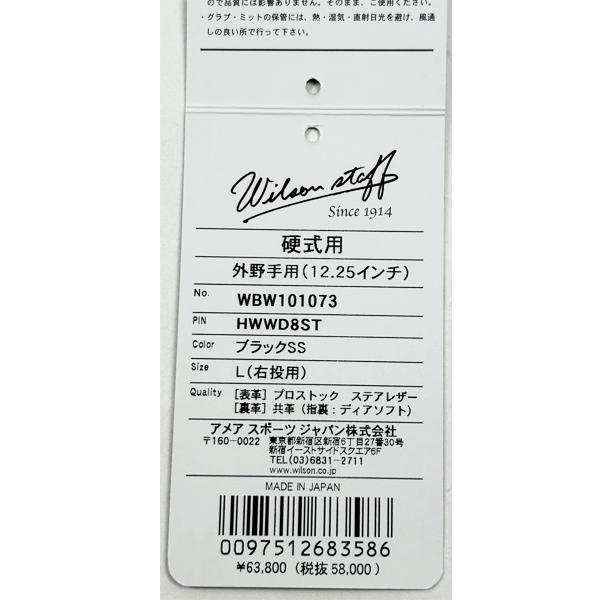 ので品質には影響ありません。そのまま、ご使用ください。
・グラブ・ミットの保管には、熱・湿気・直射日光を避け、風通
しの良い所で行って下さい。
Wilson staff
Since 1914
硬式用
外野手用(12.25インチ)
No. WBW101073
PIN HWWD8ST
Color ブラックSS
Size L(右投用)
Quality [表革] プロストック ステアレザー
[裏革] 共革(指裏:ディアソフト)
アメア スポーツ ジャパン株式会社
〒160-0022 東京都新宿区新宿6丁目27番30号
新宿イーストサイドスクエア6F
TEL(03)6831-2711
www.wilson.co.jp
MADE IN JAPAN
0097512683586
¥63,800 (税抜 58,000)